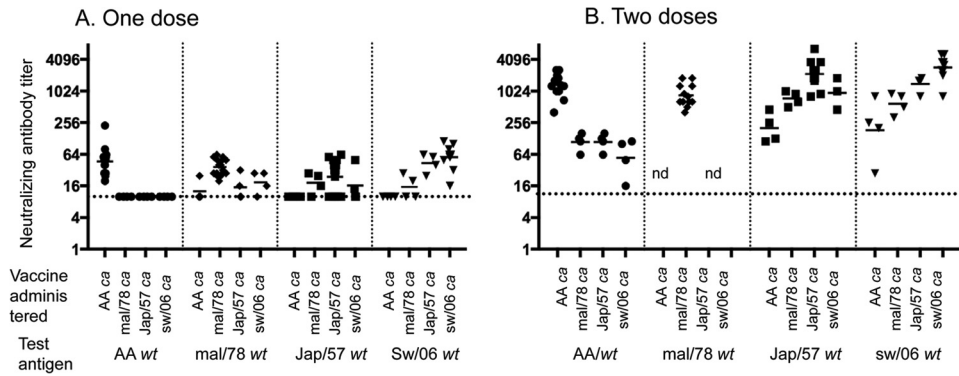 A. One dose
B. Two doses
Neutralizing antibody titer
4096
1024
256
64
16
4
1
4096
1024
256
64
16
4
1
nd
nd
Vaccine
adminis
tered
AA ca
mal/78 ca
Jap/57 ca
sw/06 ca
AA ca
mal/78 ca
Jap/57 ca
sw/06 ca
AA ca
mal/78 ca
Jap/57 ca
sw/06 ca
AA ca
mal/78 ca
Jap/57 ca
sw/06 ca
AA ca
mal/78 ca
Jap/57 ca
sw/06 ca
AA ca
mal/78 ca
Jap/57 ca
sw/06 ca
AA ca
mal/78 ca
Jap/57 ca
sw/06 ca
AA ca
mal/78 ca
Jap/57 ca
sw/06 ca
Test
antigen
AA wt
mal/78 wt
Jap/57 wt
Sw/06 wt
AA/wt
mal/78 wt
Jap/57 wt
sw/06 wt